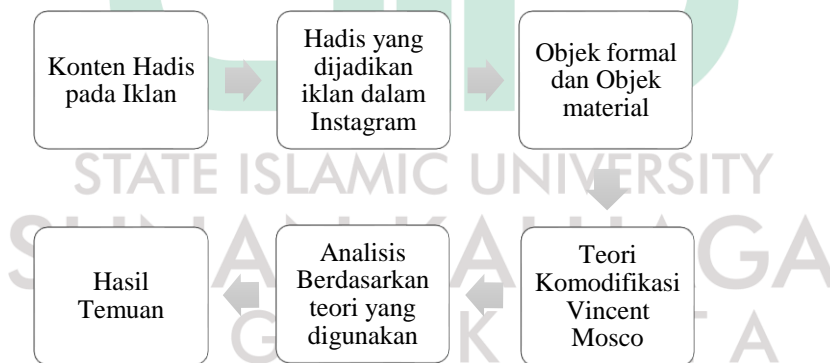 Konten Hadis
pada Iklan
Hadis yang
dijadikan
iklan dalam
Instagram
Objek formal
dan Objek
material
STATE ISLAMIC UNIVERSITY
Teori
Komodifikasi
Vincent
Mosco
Analisis
Berdasarkan
teori yang
digunakan
Hasil
Temuan